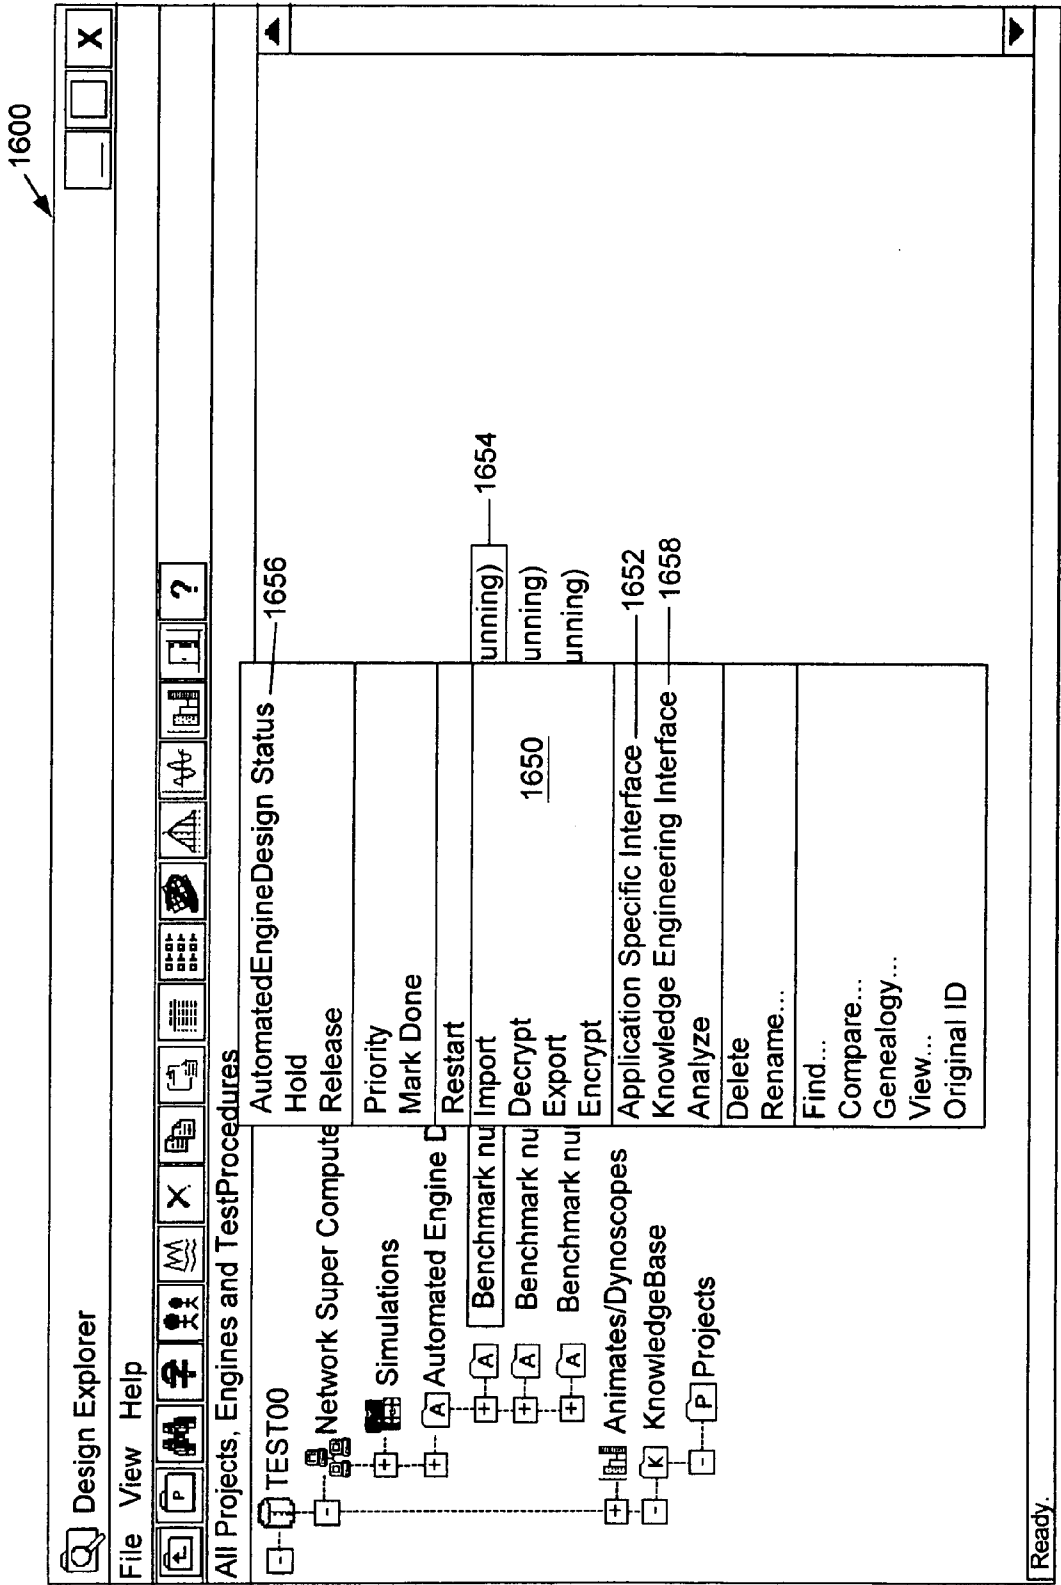 1600
Design Explorer
X
File View Help
P
X
?
All Projects, Engines and TestProcedures
TEST00
Network Super Compute
Simulations
A Automated Engine D
A Benchmark nu
unning)
1654
A Benchmark nu
unning)
A Benchmark nu
unning)
Animates/Dynoscopes
K KnowledgeBase
P Projects
AutomatedEngineDesign Status
1656
Hold
Release
Priority
Mark Done
Restart
Import
Decrypt
1650
Export
Encrypt
Application Specific Interface
1652
Knowledge Engineering Interface
1658
Analyze
Delete
Rename...
Find...
Compare...
Genealogy...
View...
Original ID
Ready.